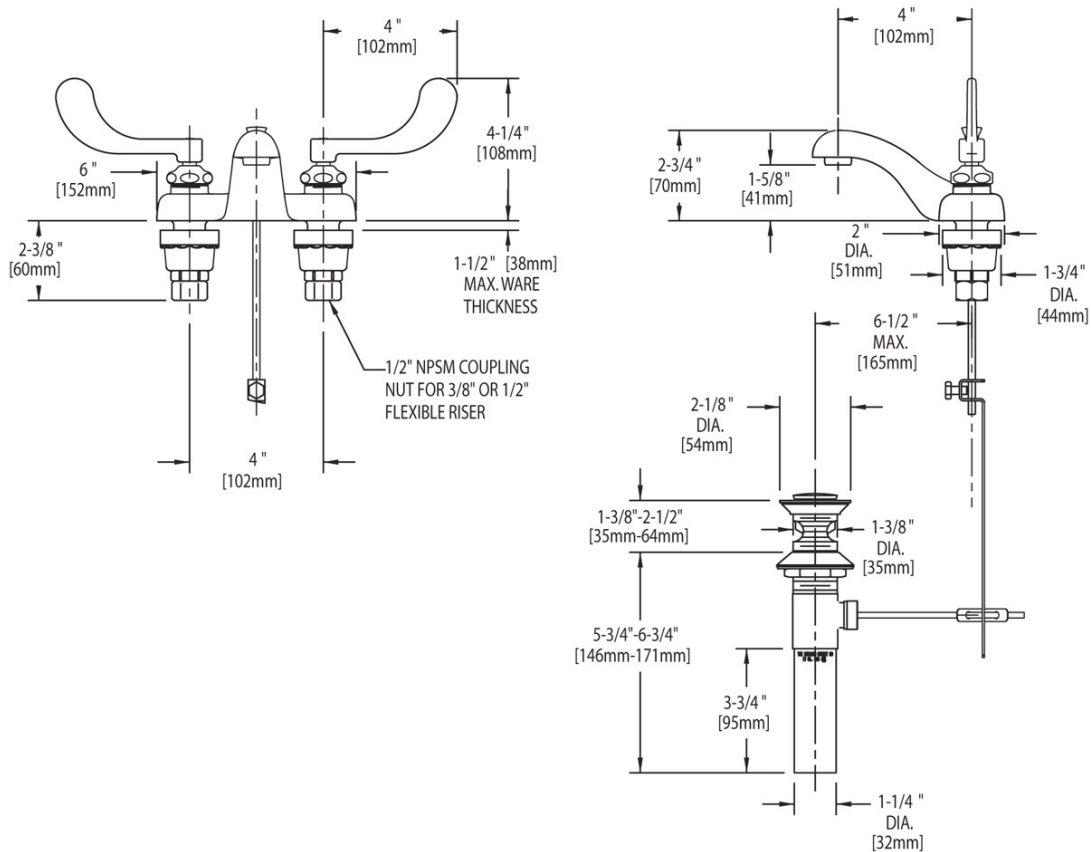 4 "
[102mm]
4-1/4"
[108mm]
6 "
[152mm]
2-3/8 "
[60mm]
1-1/2" [38mm]
MAX. WARE
THICKNESS
1/2" NPSM COUPLING
NUT FOR 3/8" OR 1/2"
FLEXIBLE RISER
4 "
[102mm]
4 "
[102mm]
2-3/4 "
[70mm]
1-5/8"
[41mm]
2 "
DIA.
[51mm]
1-3/4"
DIA.
[44mm]
6-1/2 "
MAX.
[165mm]
2-1/8 "
DIA.
[54mm]
1-3/8"-2-1/2"
[35mm-64mm]
1-3/8 "
DIA.
[35mm]
5-3/4"-6-3/4"
[146mm-171mm]
3-3/4 "
[95mm]
1-1/4 "
DIA.
[32mm]